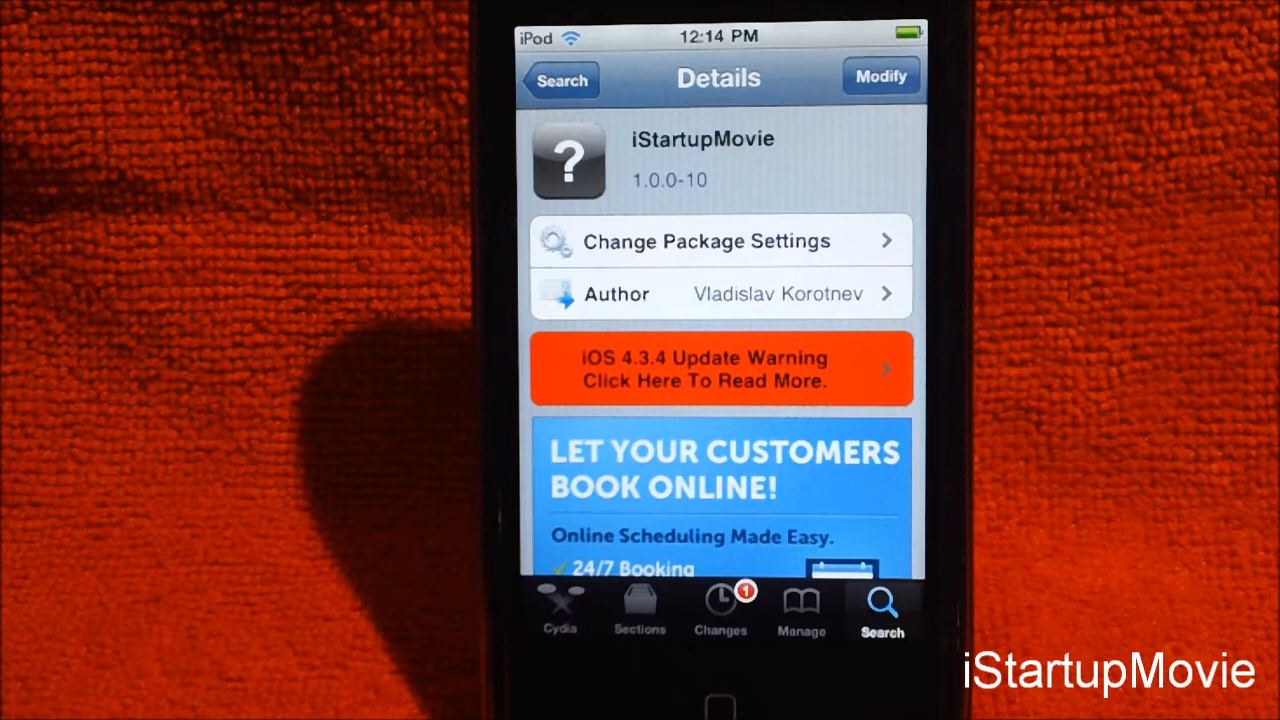 iPod
12:14 PM
Search
Details
Modify
?
iStartupMovie
1.0.0-10
Change Package Settings
Author Vladislav Korotnev
iOS 4.3.4 Update Warning
Click Here To Read More.
LET YOUR CUSTOMERS
BOOK ONLINE!
Online Scheduling Made Easy.
24/7 Booking
1
Cydia
Sections
Changes
Manage
Search
iStartupMovie